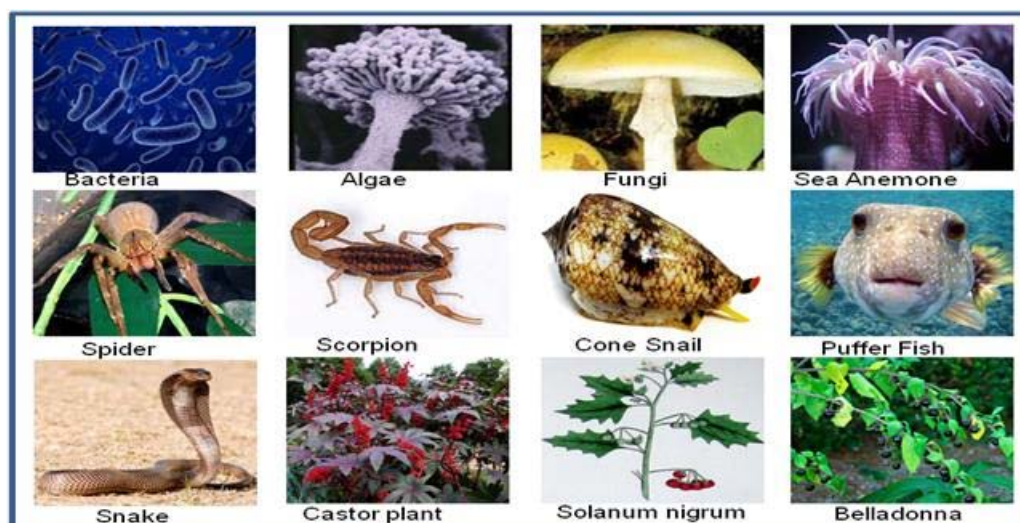 Bacteria Algae Fungi Sea Anemone
Spider Scorpion Cone Snail Puffer Fish
Snake Castor plant Solanum nigrum Belladonna